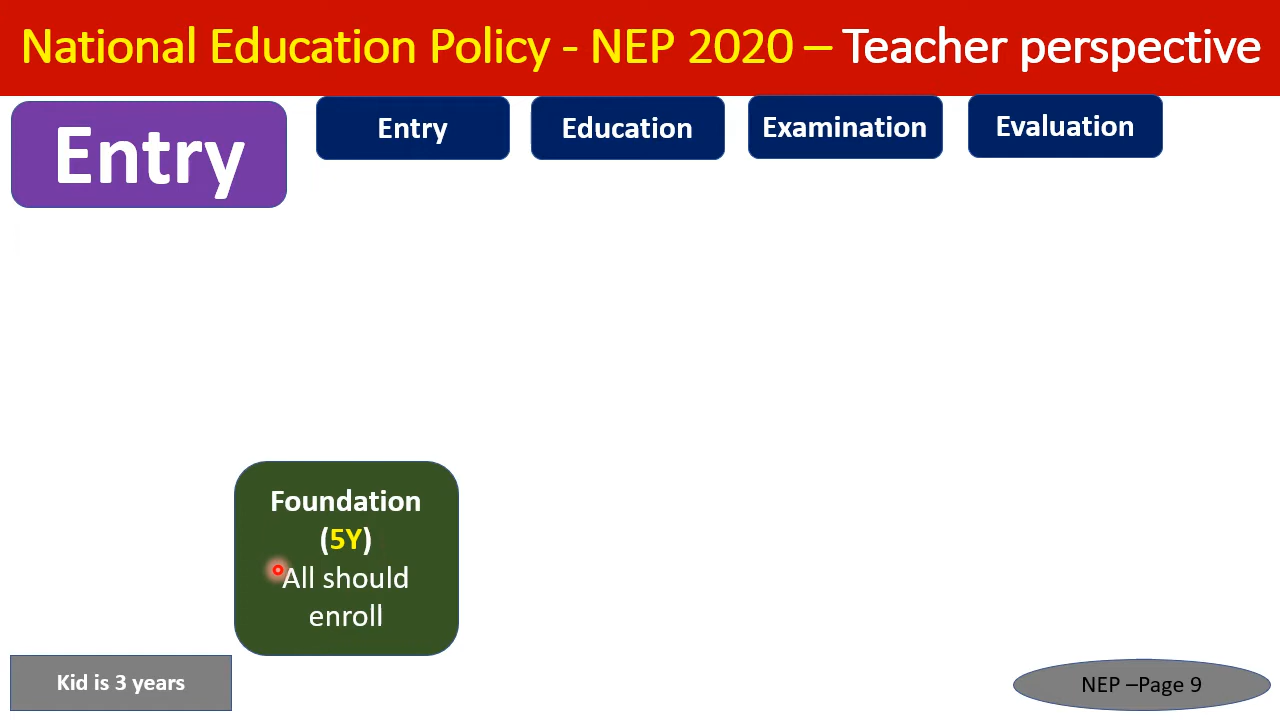 National Education Policy - NEP 2020 – Teacher perspective
Entry
Entry
Education
Examination
Evaluation
Foundation
(5Y)
All should
enroll
Kid is 3 years
NEP –Page 9